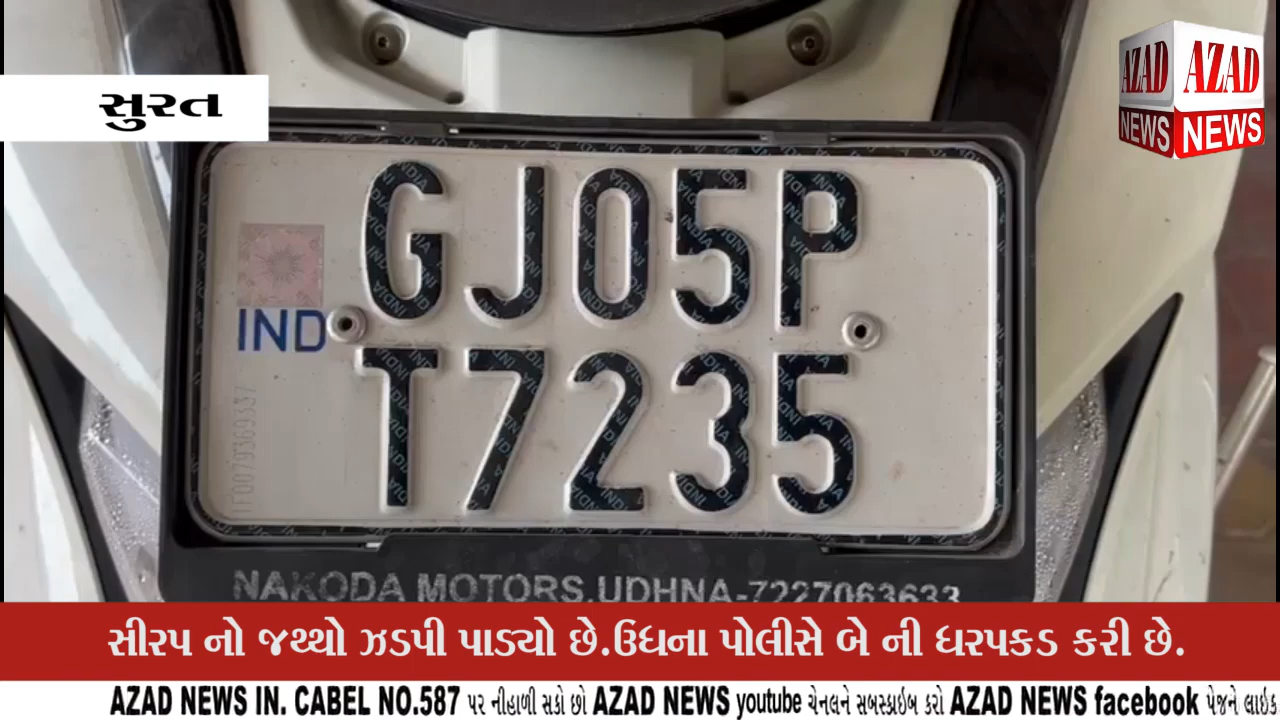 સુરત
AZAD AZAD
NEWS NEWS
GJ05P
IND
T7235
NAKODA MOTORS.UDHNA-7227063633
સીરપ નો જથ્થો ઝડપી પાડ્યો છે.ઉધના પોલીસે બે ની ધરપકડ કરી છે.
AZAD NEWS IN. CABEL NO.587 પર નીહાળી સકો છો AZAD NEWS youtube ચેનલને સબસ્ક્રાઇબ કરો AZAD NEWS facebook પેજને લાઇક